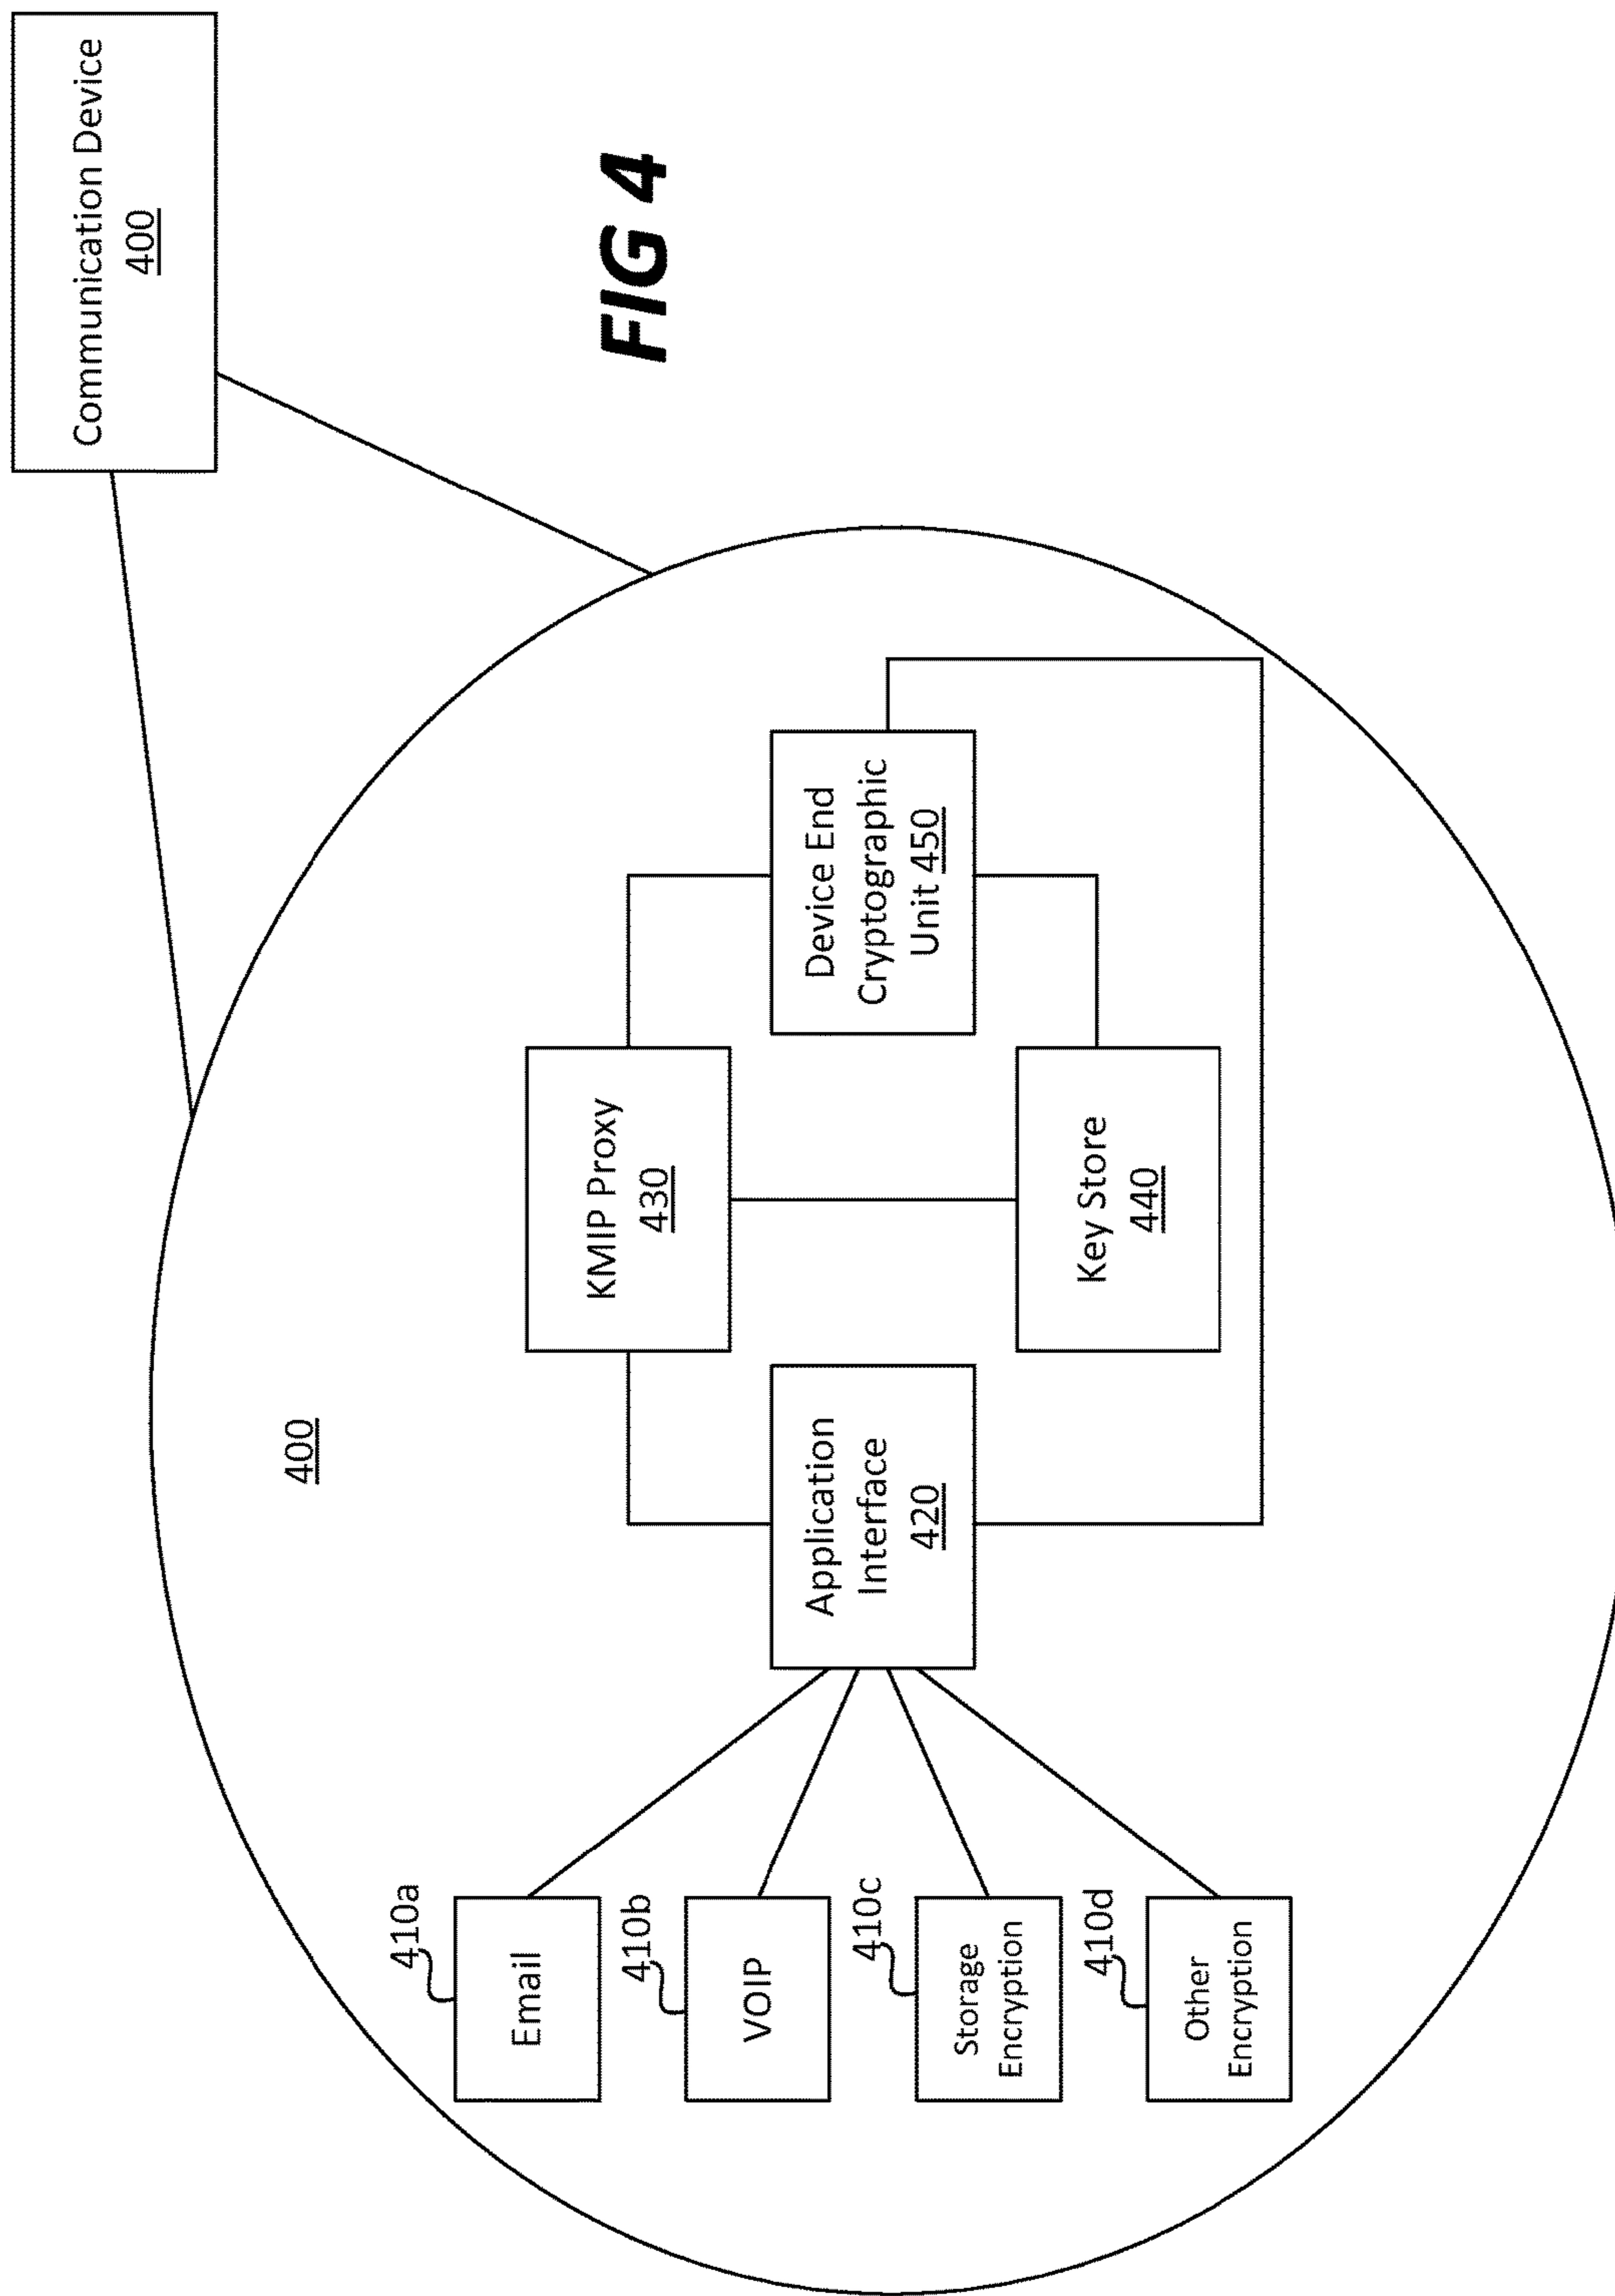 Communication Device
400
FIG 4
400
KMIP Proxy
430
Device End
Cryptographic
Unit 450
Application
Interface
420
Key Store
440
410a
Email
410b
VOIP
410c
Storage
Encryption
410d
Other
Encryption